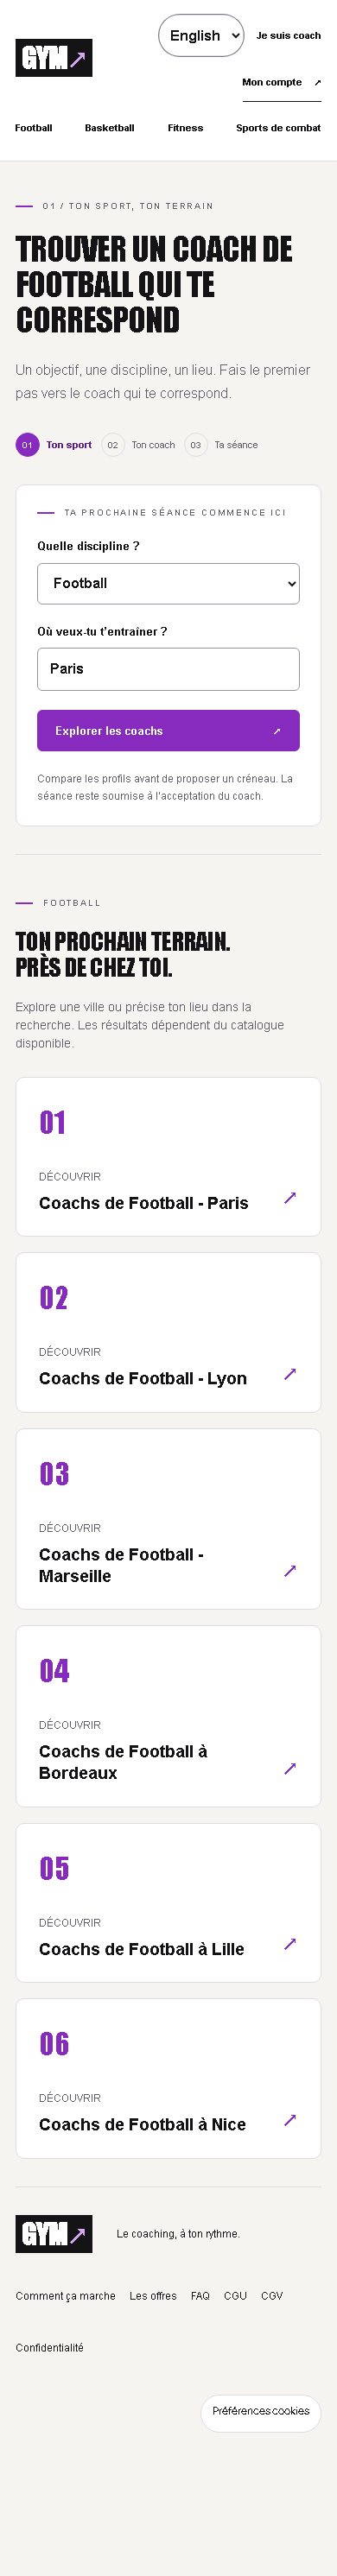 GYM↗
English
Je suis coach
Mon compte ↗
Football Basketball Fitness Sports de combat
01 / TON SPORT, TON TERRAIN
TROUVER UN COACH DE
FOOTBALL QUI TE
CORRESPOND
Un objectif, une discipline, un lieu. Fais le premier
pas vers le coach qui te correspond.
01 Ton sport 02 Ton coach 03 Ta séance
TA PROCHAINE SÉANCE COMMENCE ICI
Quelle discipline ?
Football
Où veux-tu t'entraîner ?
Paris
Explorer les coachs ↗
Compare les profils avant de proposer un créneau. La
séance reste soumise à l'acceptation du coach.
FOOTBALL
TON PROCHAIN TERRAIN.
PRÈS DE CHEZ TOI.
Explore une ville ou précise ton lieu dans la
recherche. Les résultats dépendent du catalogue
disponible.
01
DÉCOUVRIR
Coachs de Football - Paris ↗
02
DÉCOUVRIR
Coachs de Football - Lyon ↗
03
DÉCOUVRIR
Coachs de Football -
Marseille ↗
04
DÉCOUVRIR
Coachs de Football à
Bordeaux ↗
05
DÉCOUVRIR
Coachs de Football à Lille ↗
06
DÉCOUVRIR
Coachs de Football à Nice ↗
GYM↗ Le coaching, à ton rythme.
Comment ça marche Les offres FAQ CGU CGV
Confidentialité
Préférences cookies